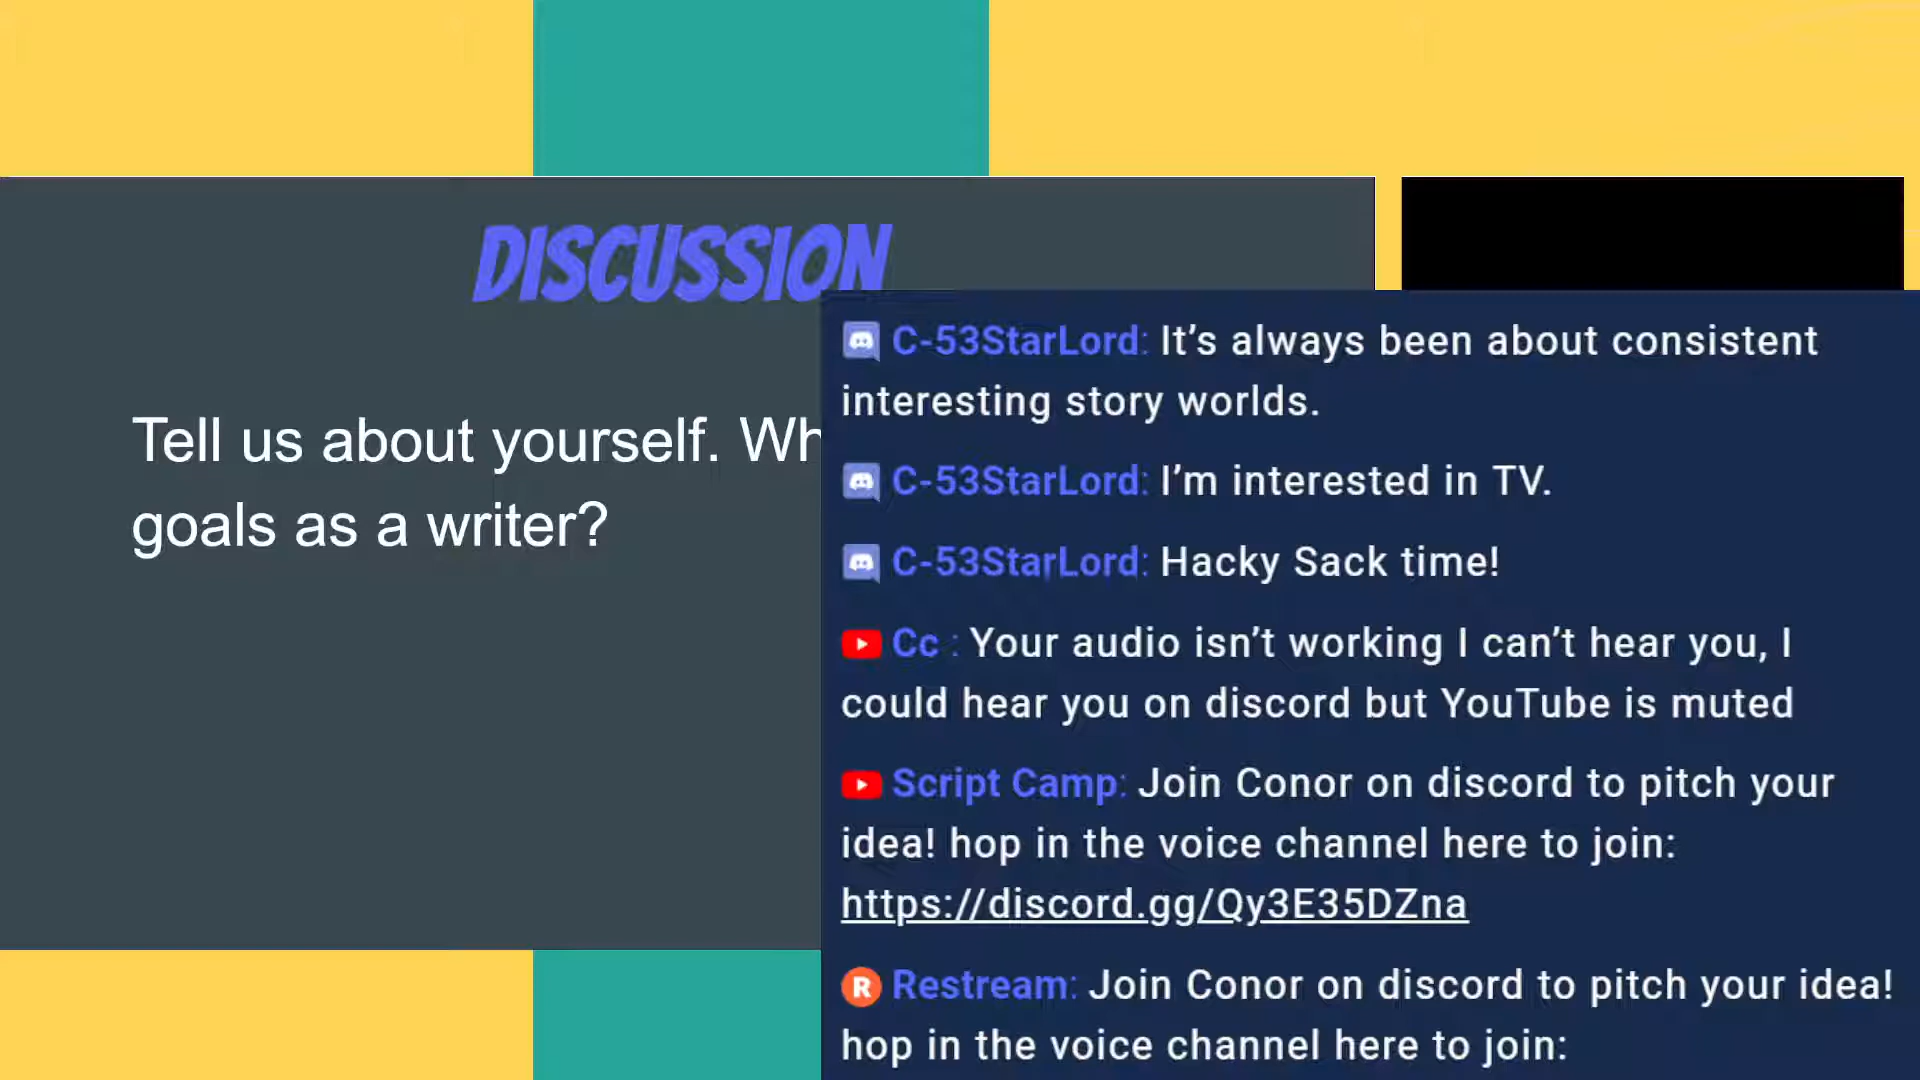 DISCUSSION
Tell us about yourself. Wh
goals as a writer?
C-53StarLord: It’s always been about consistent
interesting story worlds.
C-53StarLord: I’m interested in TV.
C-53StarLord: Hacky Sack time!
Cc : Your audio isn’t working I can’t hear you, I
could hear you on discord but YouTube is muted
Script Camp: Join Conor on discord to pitch your
idea! hop in the voice channel here to join:
https://discord.gg/Qy3E35DZna
R Restream: Join Conor on discord to pitch your idea!
hop in the voice channel here to join: